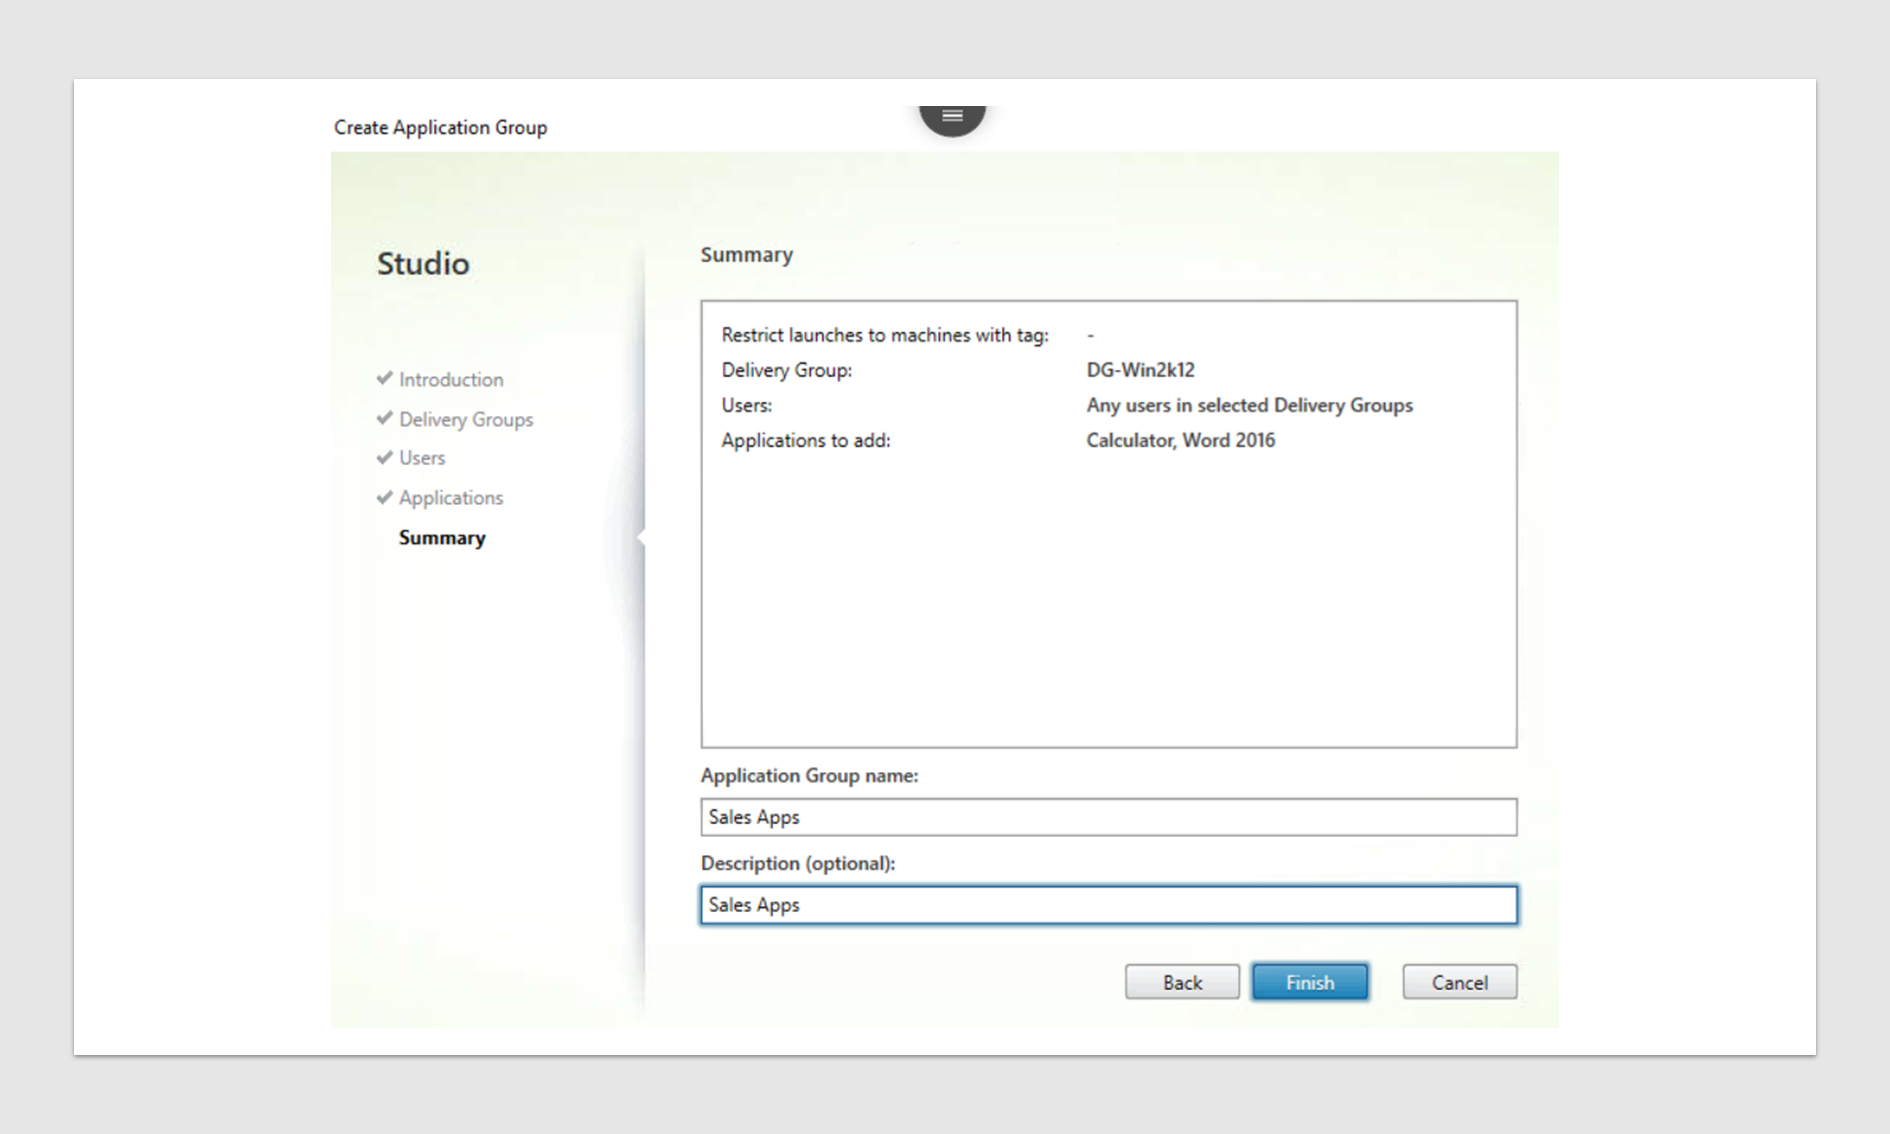 Create Application Group
Studio
Introduction
Delivery Groups
Users
Applications
Summary
Summary
Restrict launches to machines with tag: -
Delivery Group: DG-Win2k12
Users: Any users in selected Delivery Groups
Applications to add: Calculator, Word 2016
Application Group name:
Sales Apps
Description (optional):
Sales Apps
Back Finish Cancel